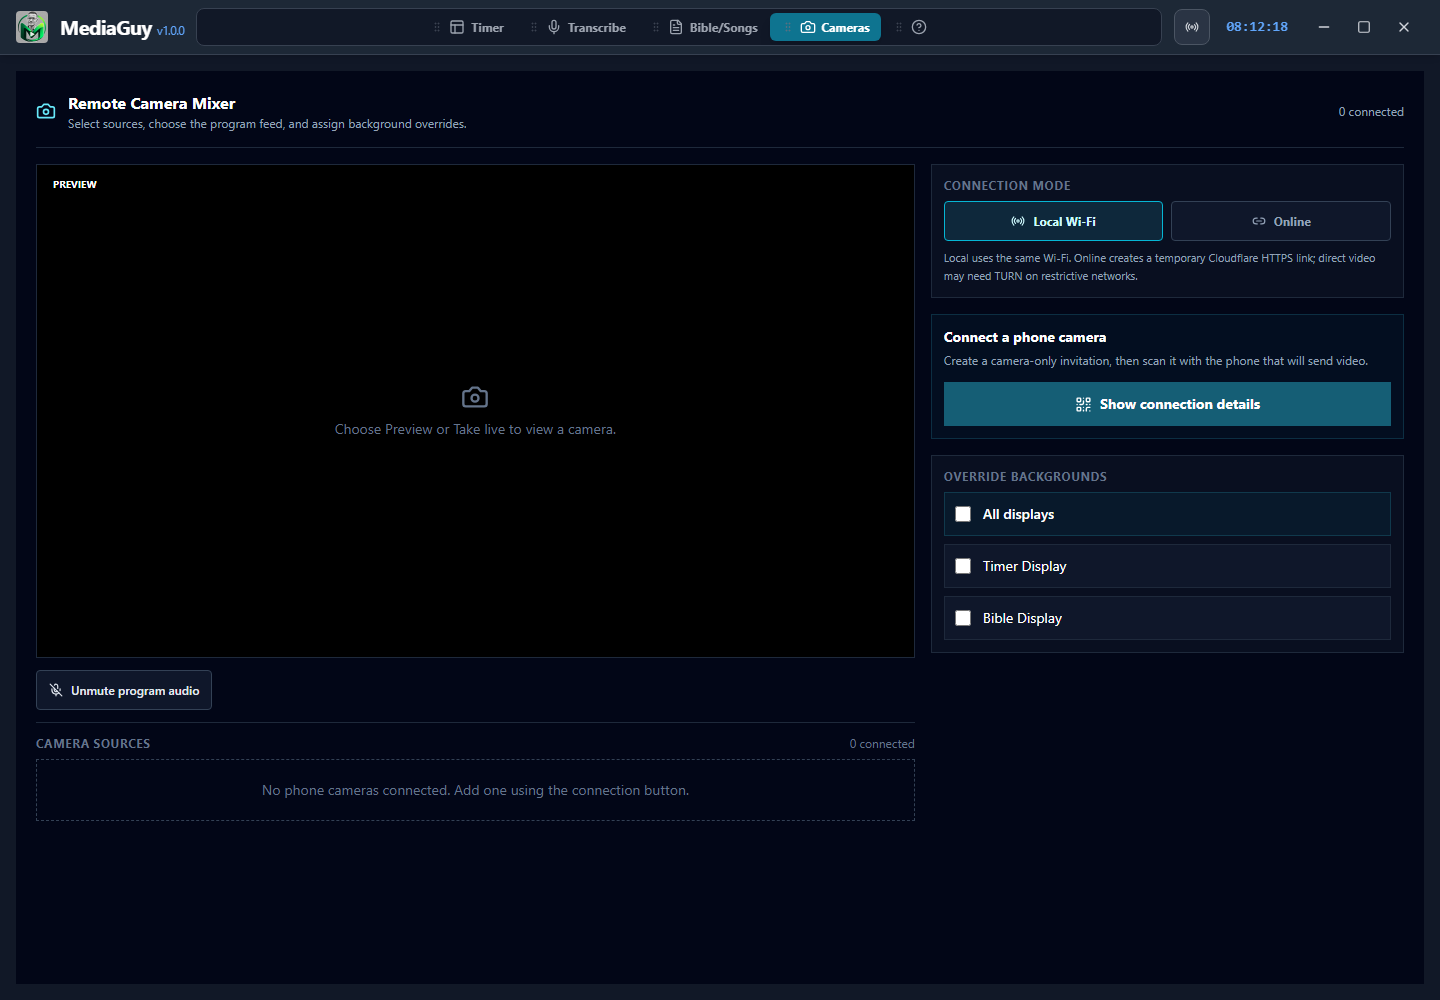 MediaGuy v1.0.0
Timer
Transcribe
Bible/Songs
Cameras
08:12:18
Remote Camera Mixer
Select sources, choose the program feed, and assign background overrides.
0 connected
PREVIEW
Choose Preview or Take live to view a camera.
Unmute program audio
CAMERA SOURCES
0 connected
No phone cameras connected. Add one using the connection button.
CONNECTION MODE
Local Wi-Fi
Online
Local uses the same Wi-Fi. Online creates a temporary Cloudflare HTTPS link; direct video
may need TURN on restrictive networks.
Connect a phone camera
Create a camera-only invitation, then scan it with the phone that will send video.
Show connection details
OVERRIDE BACKGROUNDS
All displays
Timer Display
Bible Display